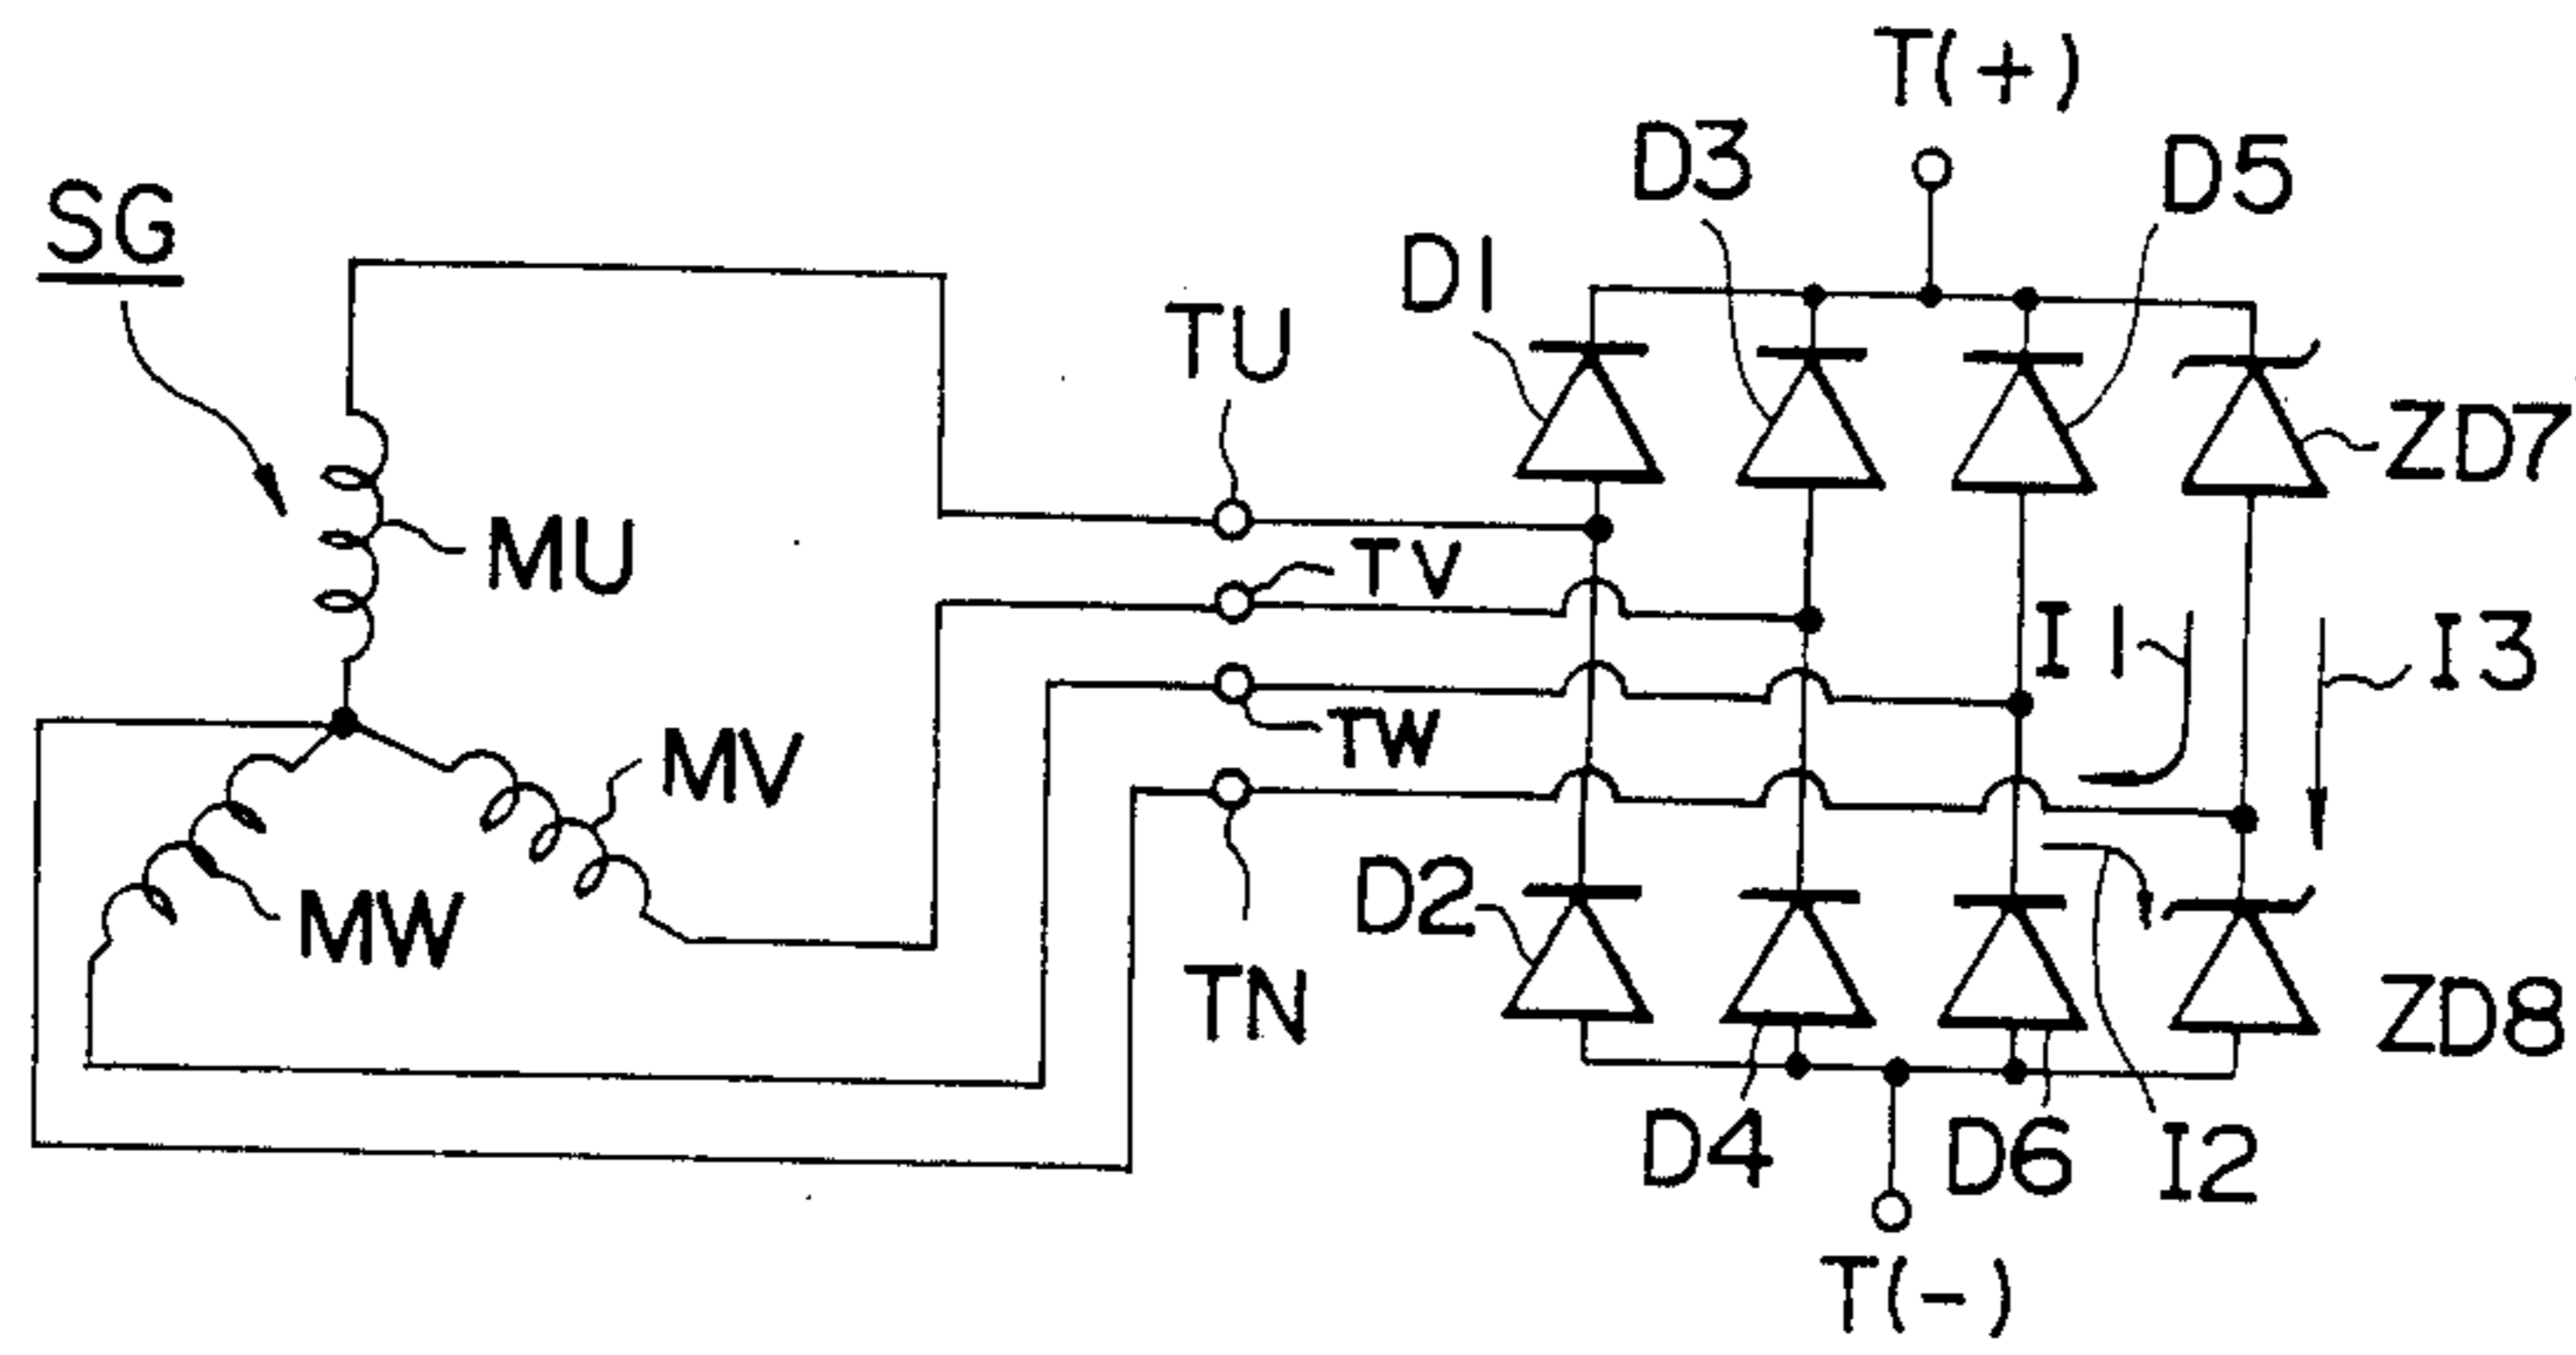 T(+)
D3
D5
SG
D1
TU
ZD7
MU
TV
I1
I3
TW
MV
D2
MW
TN
ZD8
D4
D6
I2
T(-)